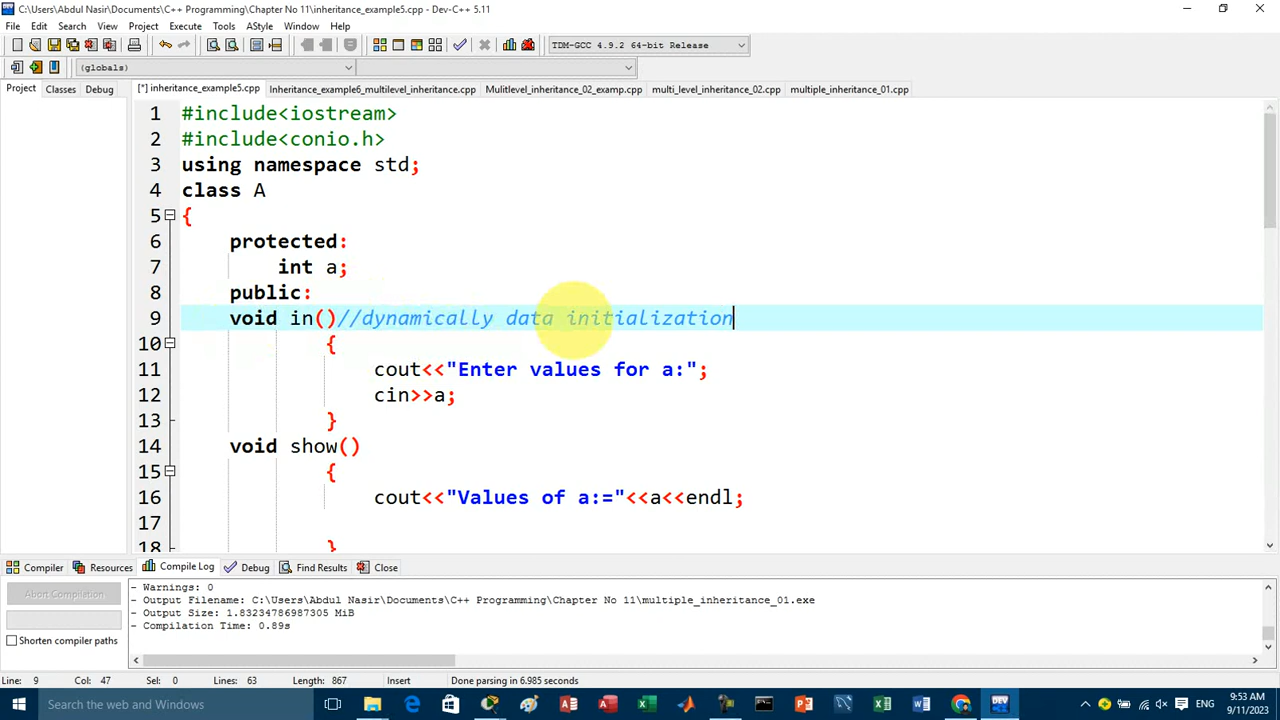 C:\Users\Abdul Nasir\Documents\C++ Programming\Chapter No 11\inheritance_example5.cpp - Dev-C++ 5.11
File Edit Search View Project Execute Tools AStyle Window Help
TDM-GCC 4.9.2 64-bit Release
(globals)
Project Classes Debug
[*] inheritance_example5.cpp Inheritance_example6_multilevel_inheritance.cpp Mulitlevel_inheritance_02_examp.cpp multi_level_inheritance_02.cpp multiple_inheritance_01.cpp
1 #include<iostream>
2 #include<conio.h>
3 using namespace std;
4 class A
5 {
6 protected:
7 int a;
8 public:
9 void in()//dynamically data initialization
10 {
11 cout<<"Enter values for a:";
12 cin>>a;
13 }
14 void show()
15 {
16 cout<<"Values of a:="<<a<<endl;
17
18 }
Compiler Resources Compile Log Debug Find Results Close
Abort Compilation
Shorten compiler paths
- Warnings: 0
- Output Filename: C:\Users\Abdul Nasir\Documents\C++ Programming\Chapter No 11\multiple_inheritance_01.exe
- Output Size: 1.83234786987305 MiB
- Compilation Time: 0.89s
Line: 9 Col: 47 Sel: 0 Lines: 63 Length: 867 Insert Done parsing in 6.985 seconds
Search the web and Windows
ENG
9:53 AM
9/11/2023